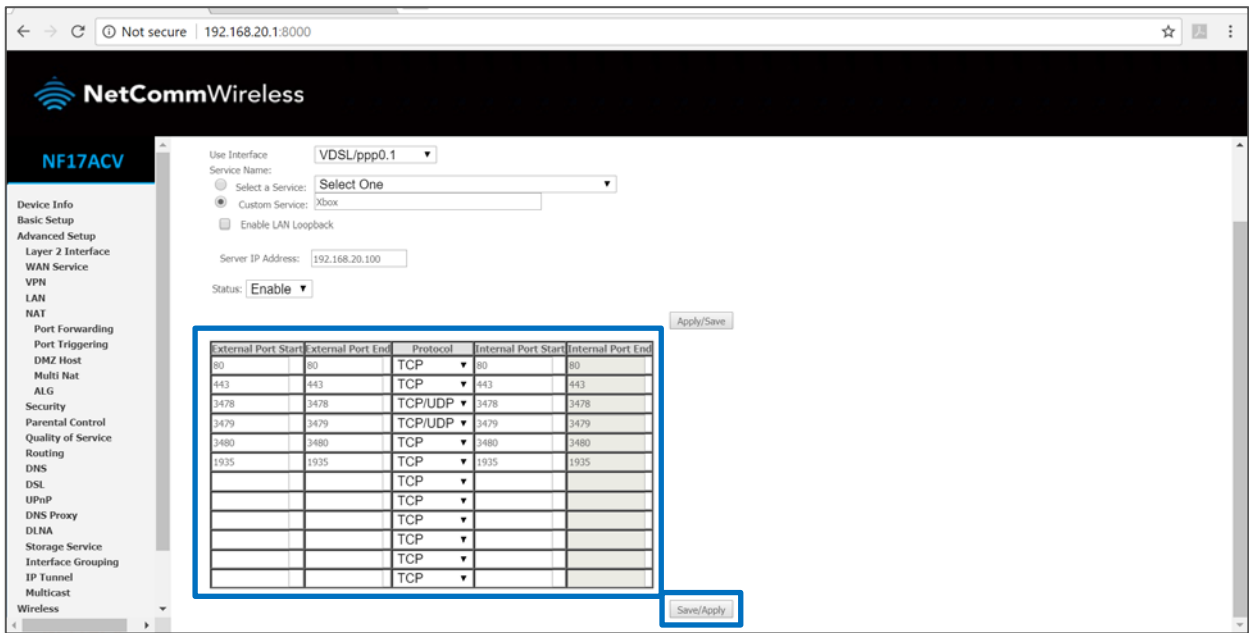 Not secure | 192.168.20.1:8000
NetCommWireless
NF17ACV
Device Info
Basic Setup
Advanced Setup
Layer 2 Interface
WAN Service
VPN
LAN
NAT
Port Forwarding
Port Triggering
DMZ Host
Multi Nat
ALG
Security
Parental Control
Quality of Service
Routing
DNS
DSL
UPnP
DNS Proxy
DLNA
Storage Service
Interface Grouping
IP Tunnel
Multicast
Wireless
Use Interface VDSL/ppp0.1
Service Name:
Select a Service: Select One
Custom Service: Xbox
Enable LAN Loopback
Server IP Address: 192.168.20.100
Status: Enable
Apply/Save
External Port Start External Port End Protocol Internal Port Start Internal Port End
80 80 TCP 80 80
443 443 TCP 443 443
3478 3478 TCP/UDP 3478 3478
3479 3479 TCP/UDP 3479 3479
3480 3480 TCP 3480 3480
1935 1935 TCP 1935 1935
TCP
TCP
TCP
TCP
TCP
TCP
Save/Apply